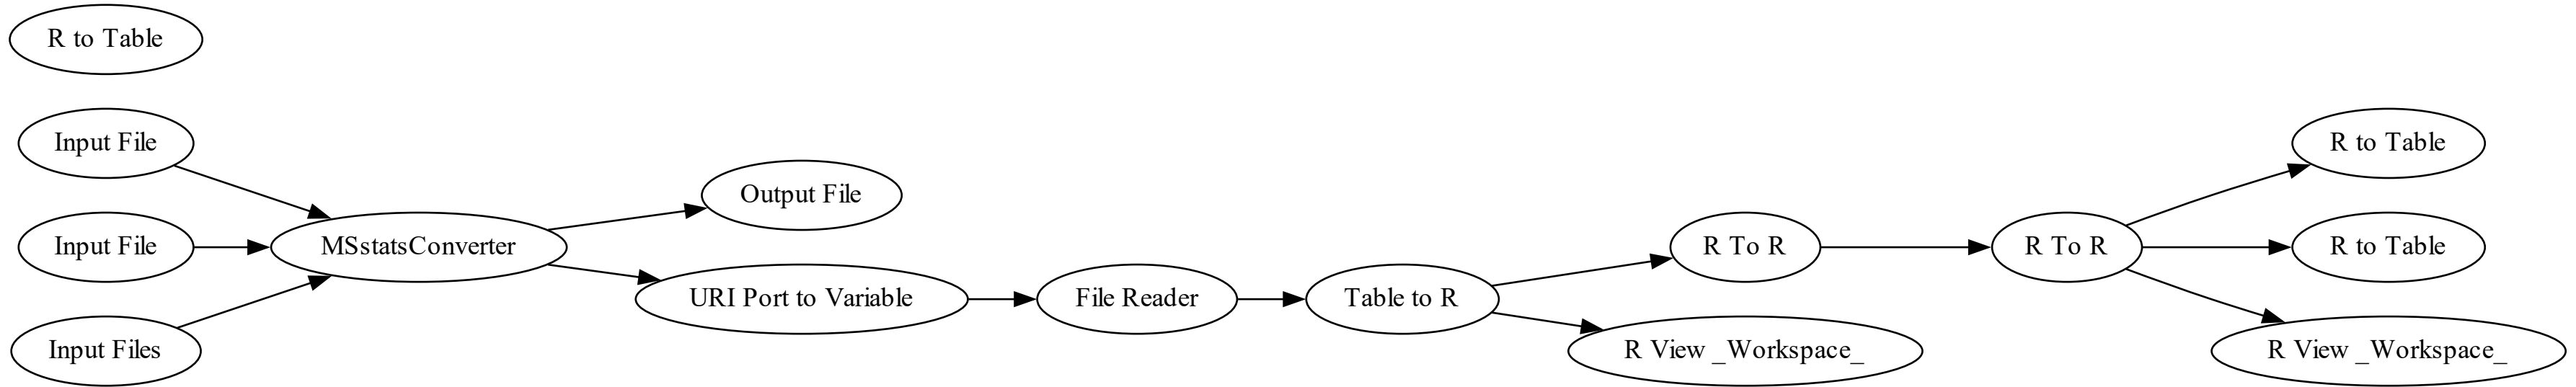 R to Table
Input File
Input File
Input Files
MSstatsConverter
Output File
URI Port to Variable
File Reader
Table to R
R To R
R View _Workspace_
R To R
R to Table
R to Table
R View _Workspace_